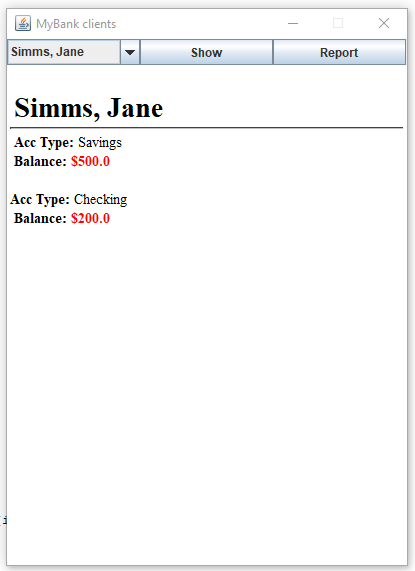 MyBank clients
Simms, Jane Show Report
Simms, Jane
Acc Type: Savings
Balance: $500.0
Acc Type: Checking
Balance: $200.0